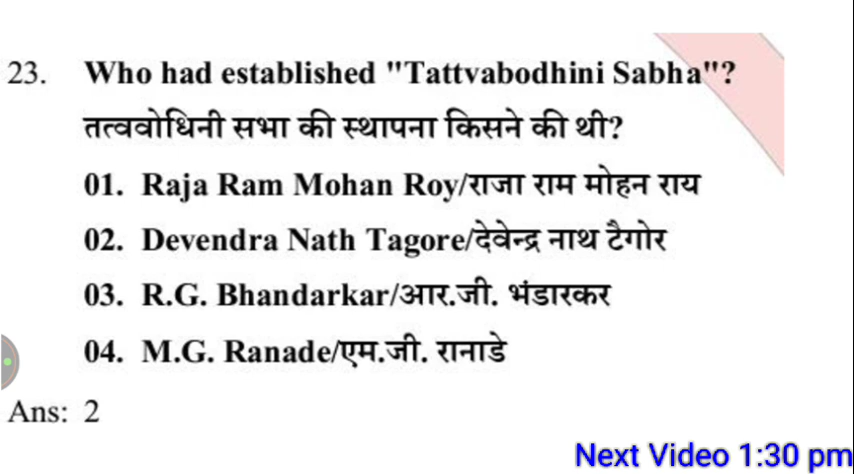 23. Who had established "Tattvabodhini Sabha"?
तत्ववोधिनी सभा की स्थापना किसने की थी?
01. Raja Ram Mohan Roy/राजा राम मोहन राय
02. Devendra Nath Tagore/देवेन्द्र नाथ टैगोर
03. R.G. Bhandarkar/आर.जी. भंडारकर
04. M.G. Ranade/एम.जी. रानाडे
Ans: 2
Next Video 1:30 pm